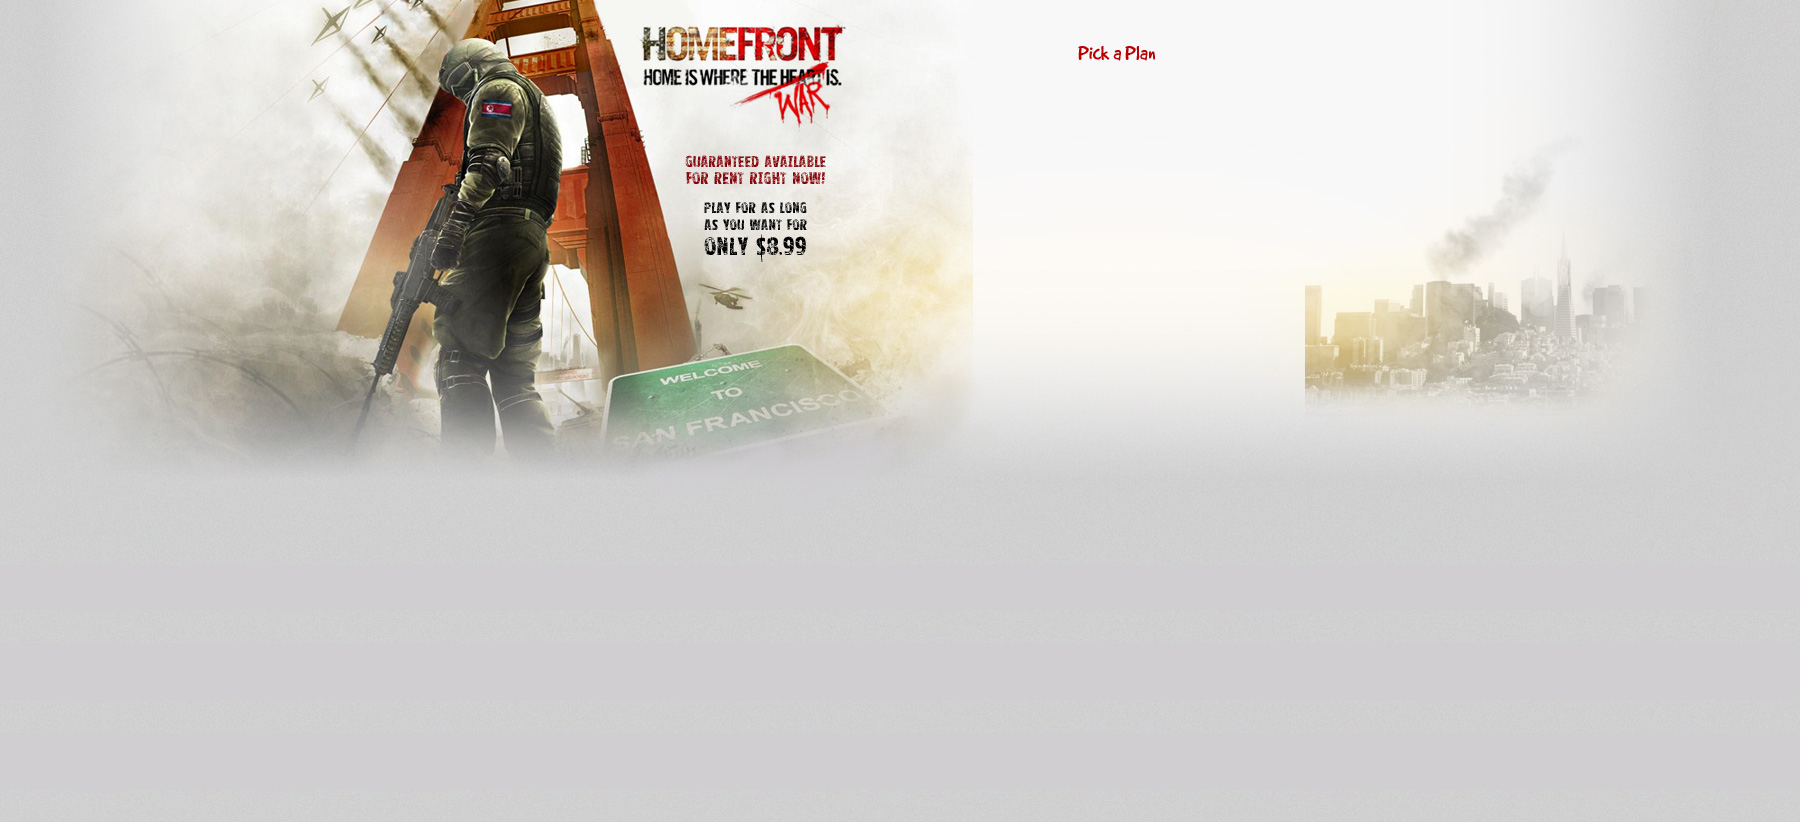 HOMEFRONT
HOME IS WHERE THE HEART IS.
WAR
GUARANTEED AVAILABLE
FOR RENT RIGHT NOW!
PLAY FOR AS LONG
AS YOU WANT FOR
ONLY $8.99
Pick a Plan
WELCOME
TO
SAN FRANCISCO